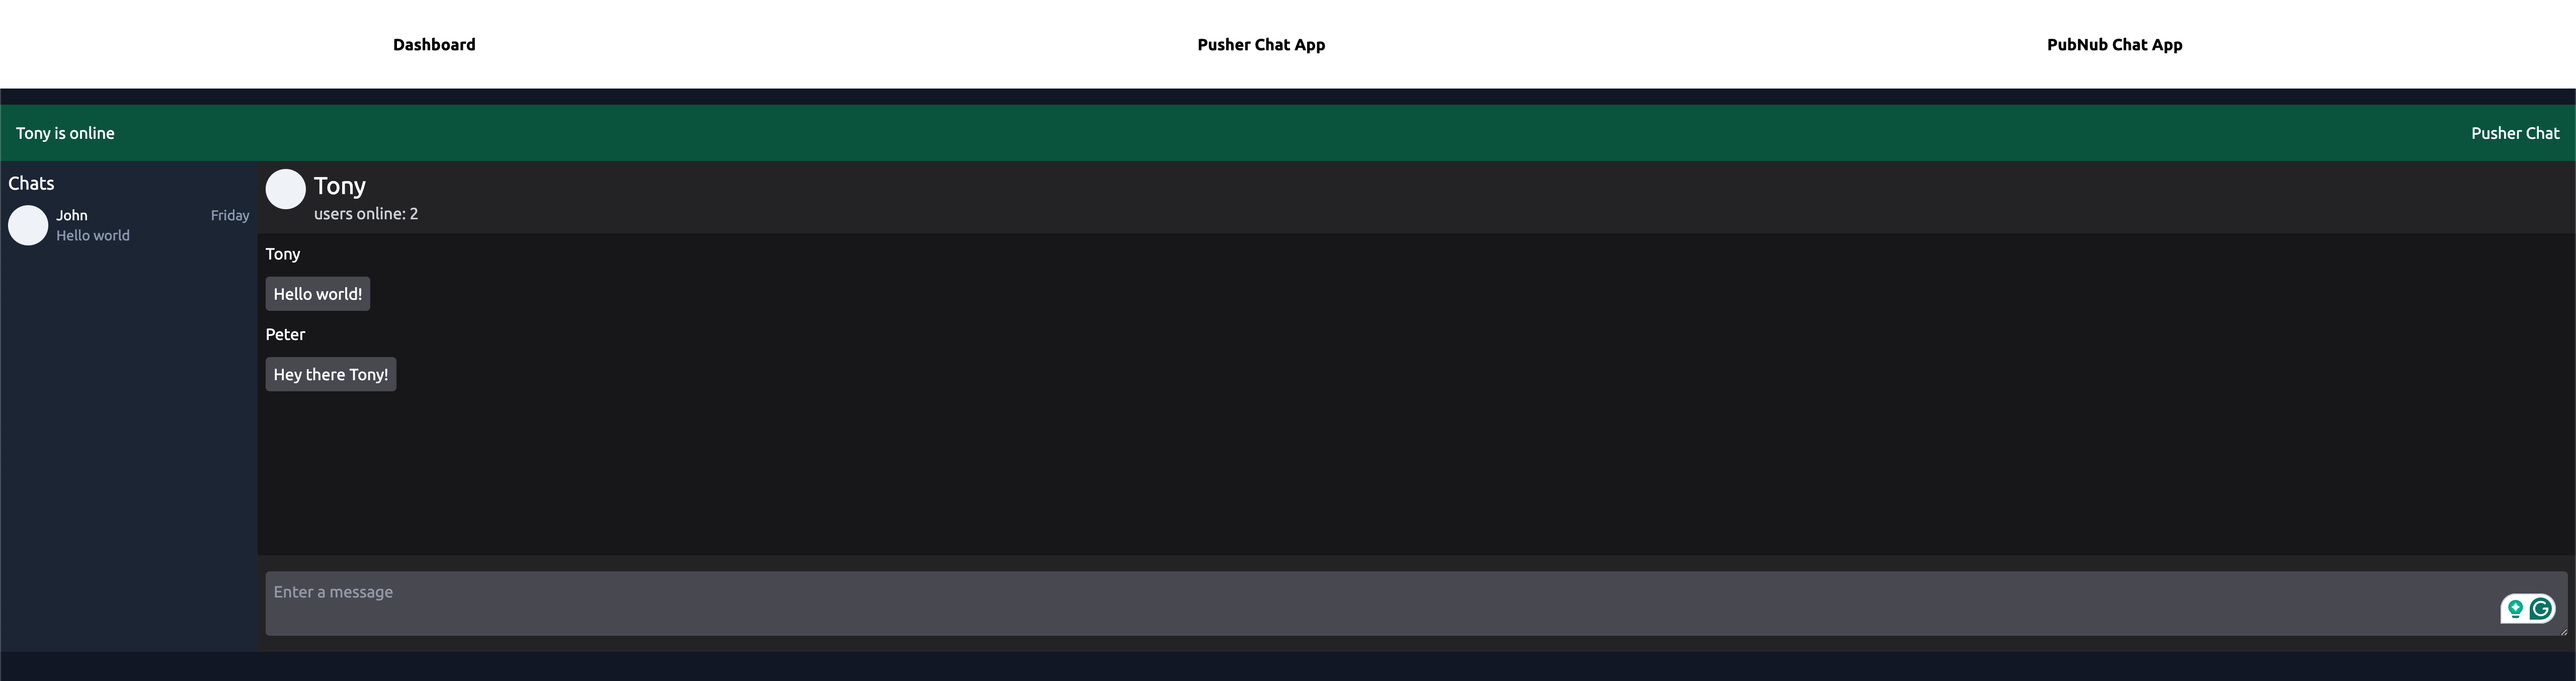 Dashboard
Pusher Chat App
PubNub Chat App
Tony is online
Pusher Chat
Chats
John
Friday
Hello world
Tony
users online: 2
Tony
Hello world!
Peter
Hey there Tony!
Enter a message